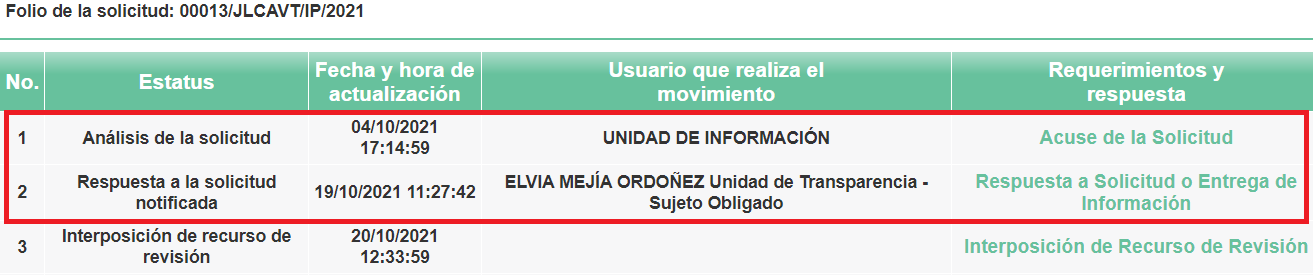 Folio de la solicitud: 00013/JLCAVT/IP/2021
No.
Estatus
Fecha y hora de
actualización
Usuario que realiza el
movimiento
Requerimientos y
respuesta
1
Análisis de la solicitud
04/10/2021
17:14:59
UNIDAD DE INFORMACIÓN
Acuse de la Solicitud
2
Respuesta a la solicitud
notificada
19/10/2021 11:27:42
ELVIA MEJÍA ORDOÑEZ Unidad de Transparencia -
Sujeto Obligado
Respuesta a Solicitud o Entrega de
Información
3
Interposición de recurso de
revisión
20/10/2021
12:33:59
Interposición de Recurso de Revisión